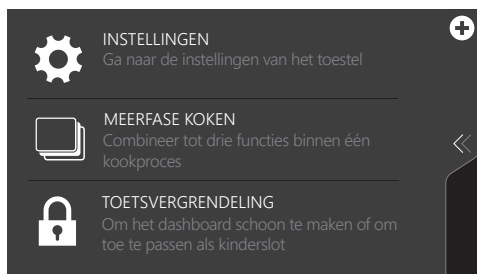 INSTELLINGEN
Ga naar de instellingen van het toestel
MEERFASE KOKEN
Combineer tot drie functies binnen één
kookproces
TOETSVERGRENDELING
Om het dashboard schoon te maken of om
toe te passen als kinderslot